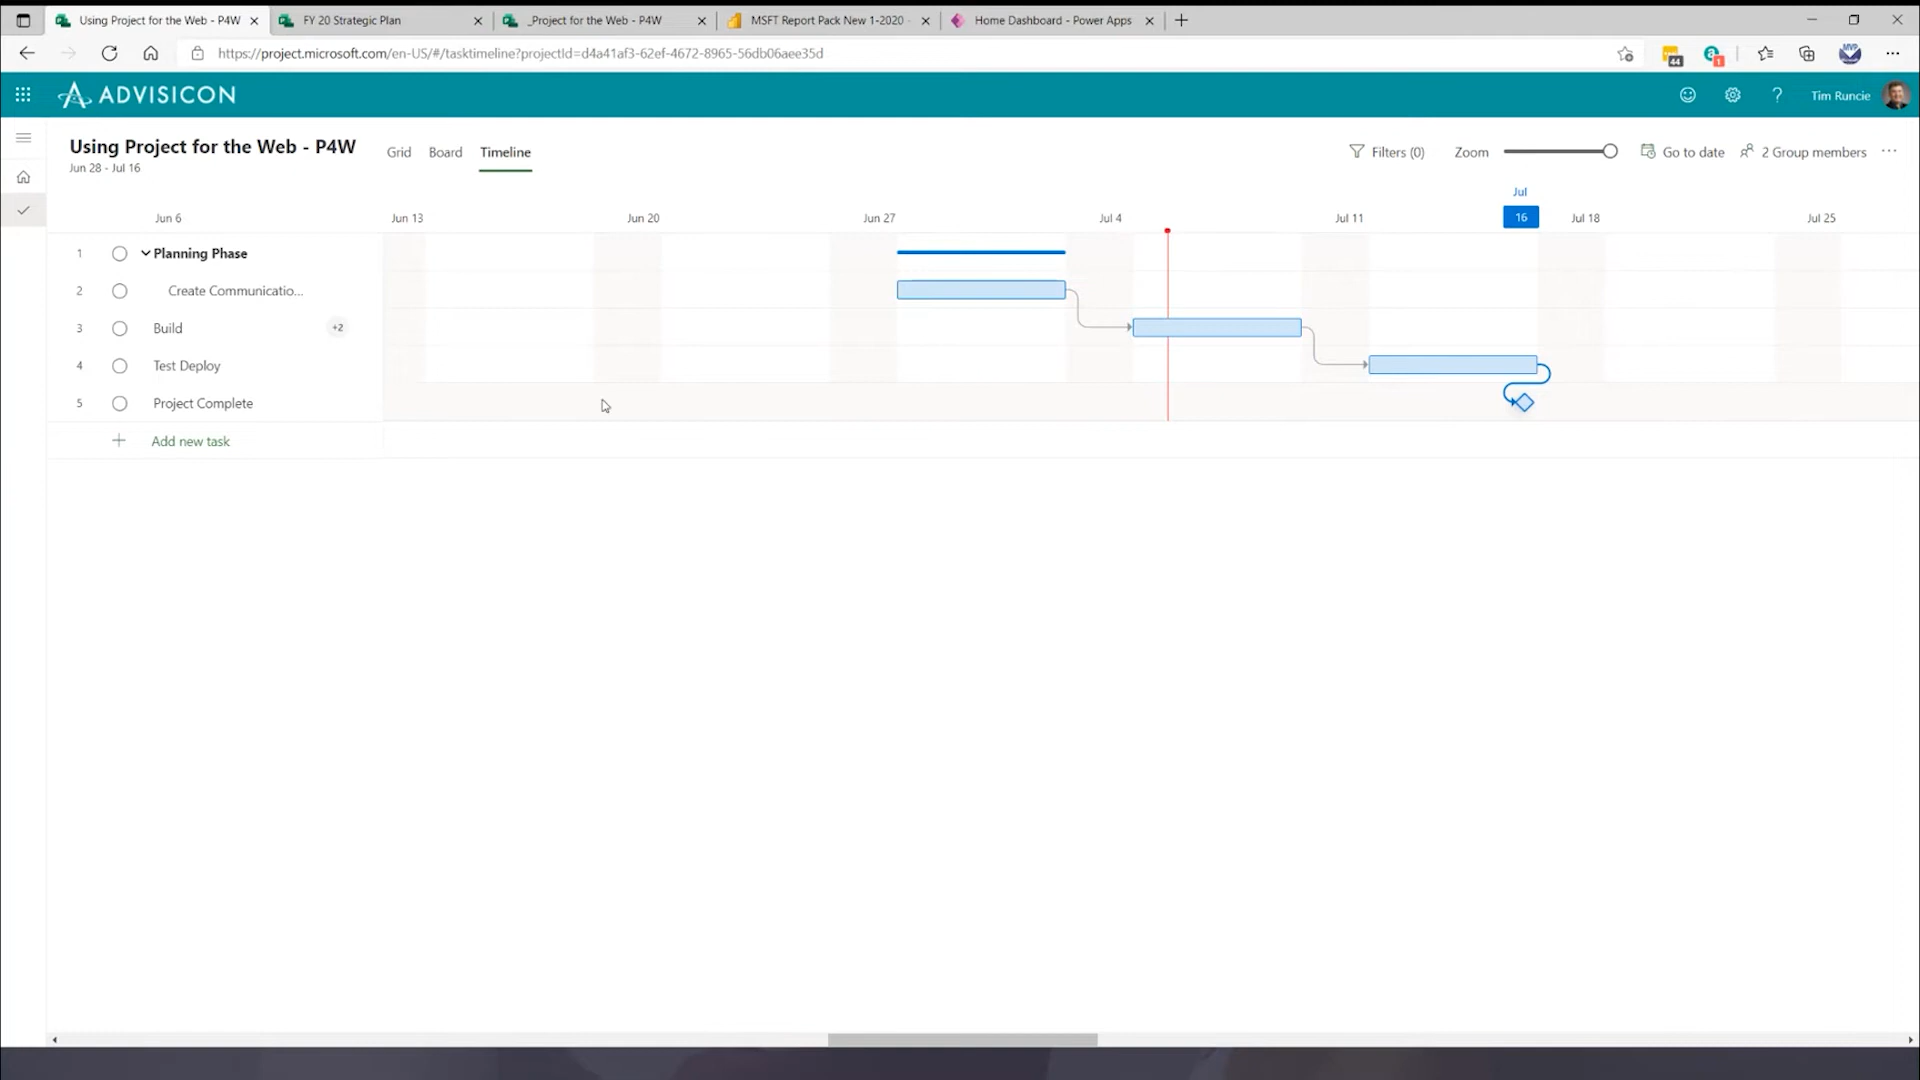 Using Project for the Web - P4W
FY 20 Strategic Plan
_Project for the Web - P4W
MSFT Report Pack New 1-2020 -
Home Dashboard - Power Apps
https://project.microsoft.com/en-US/#/tasktimeline?projectId=d4a41af3-62ef-4672-8965-56db06aee35d
44
a
1
MVP
ADVISICON
?
Tim Runcie
Using Project for the Web - P4W
Jun 28 - Jul 16
Grid
Board
Timeline
Filters (0)
Zoom
Go to date
2 Group members
Jul
Jun 6
Jun 13
Jun 20
Jun 27
Jul 4
Jul 11
16
Jul 18
Jul 25
1
Planning Phase
2
Create Communicatio...
3
Build
+2
4
Test Deploy
5
Project Complete
Add new task